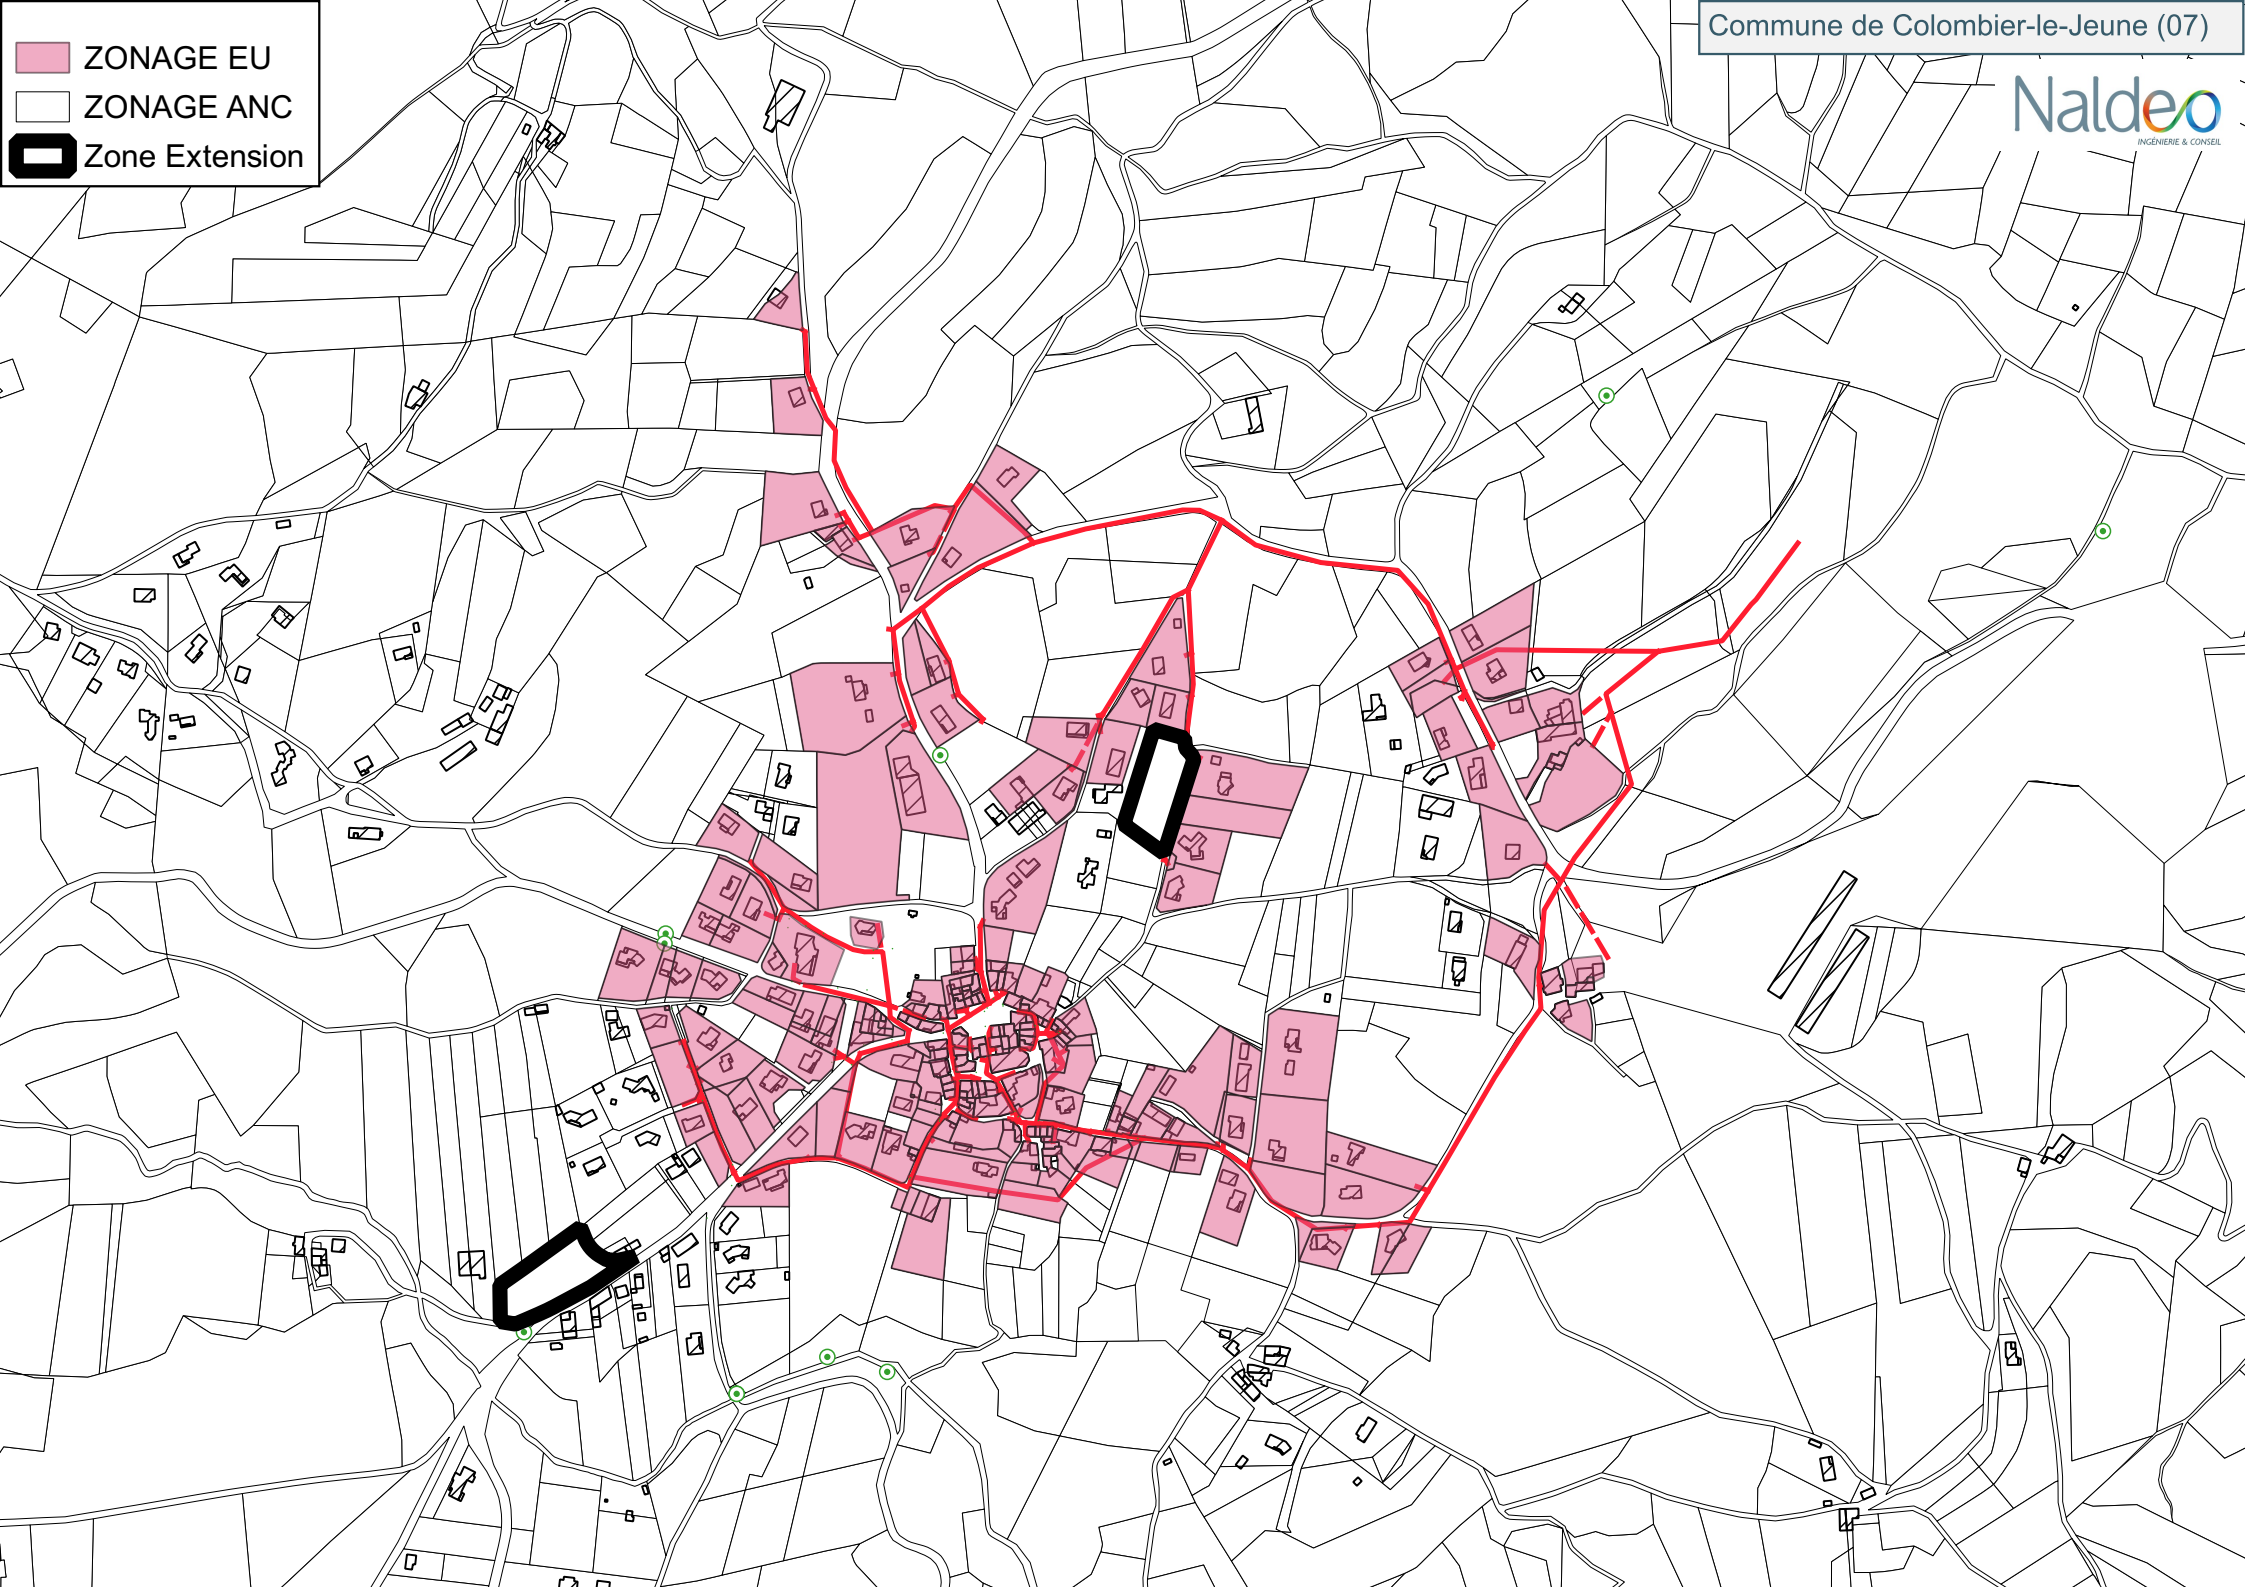 ZONAGE EU
ZONAGE ANC
Zone Extension
Commune de Colombier-le-Jeune (07)
Naldeo
INGÉNIERIE & CONSEIL